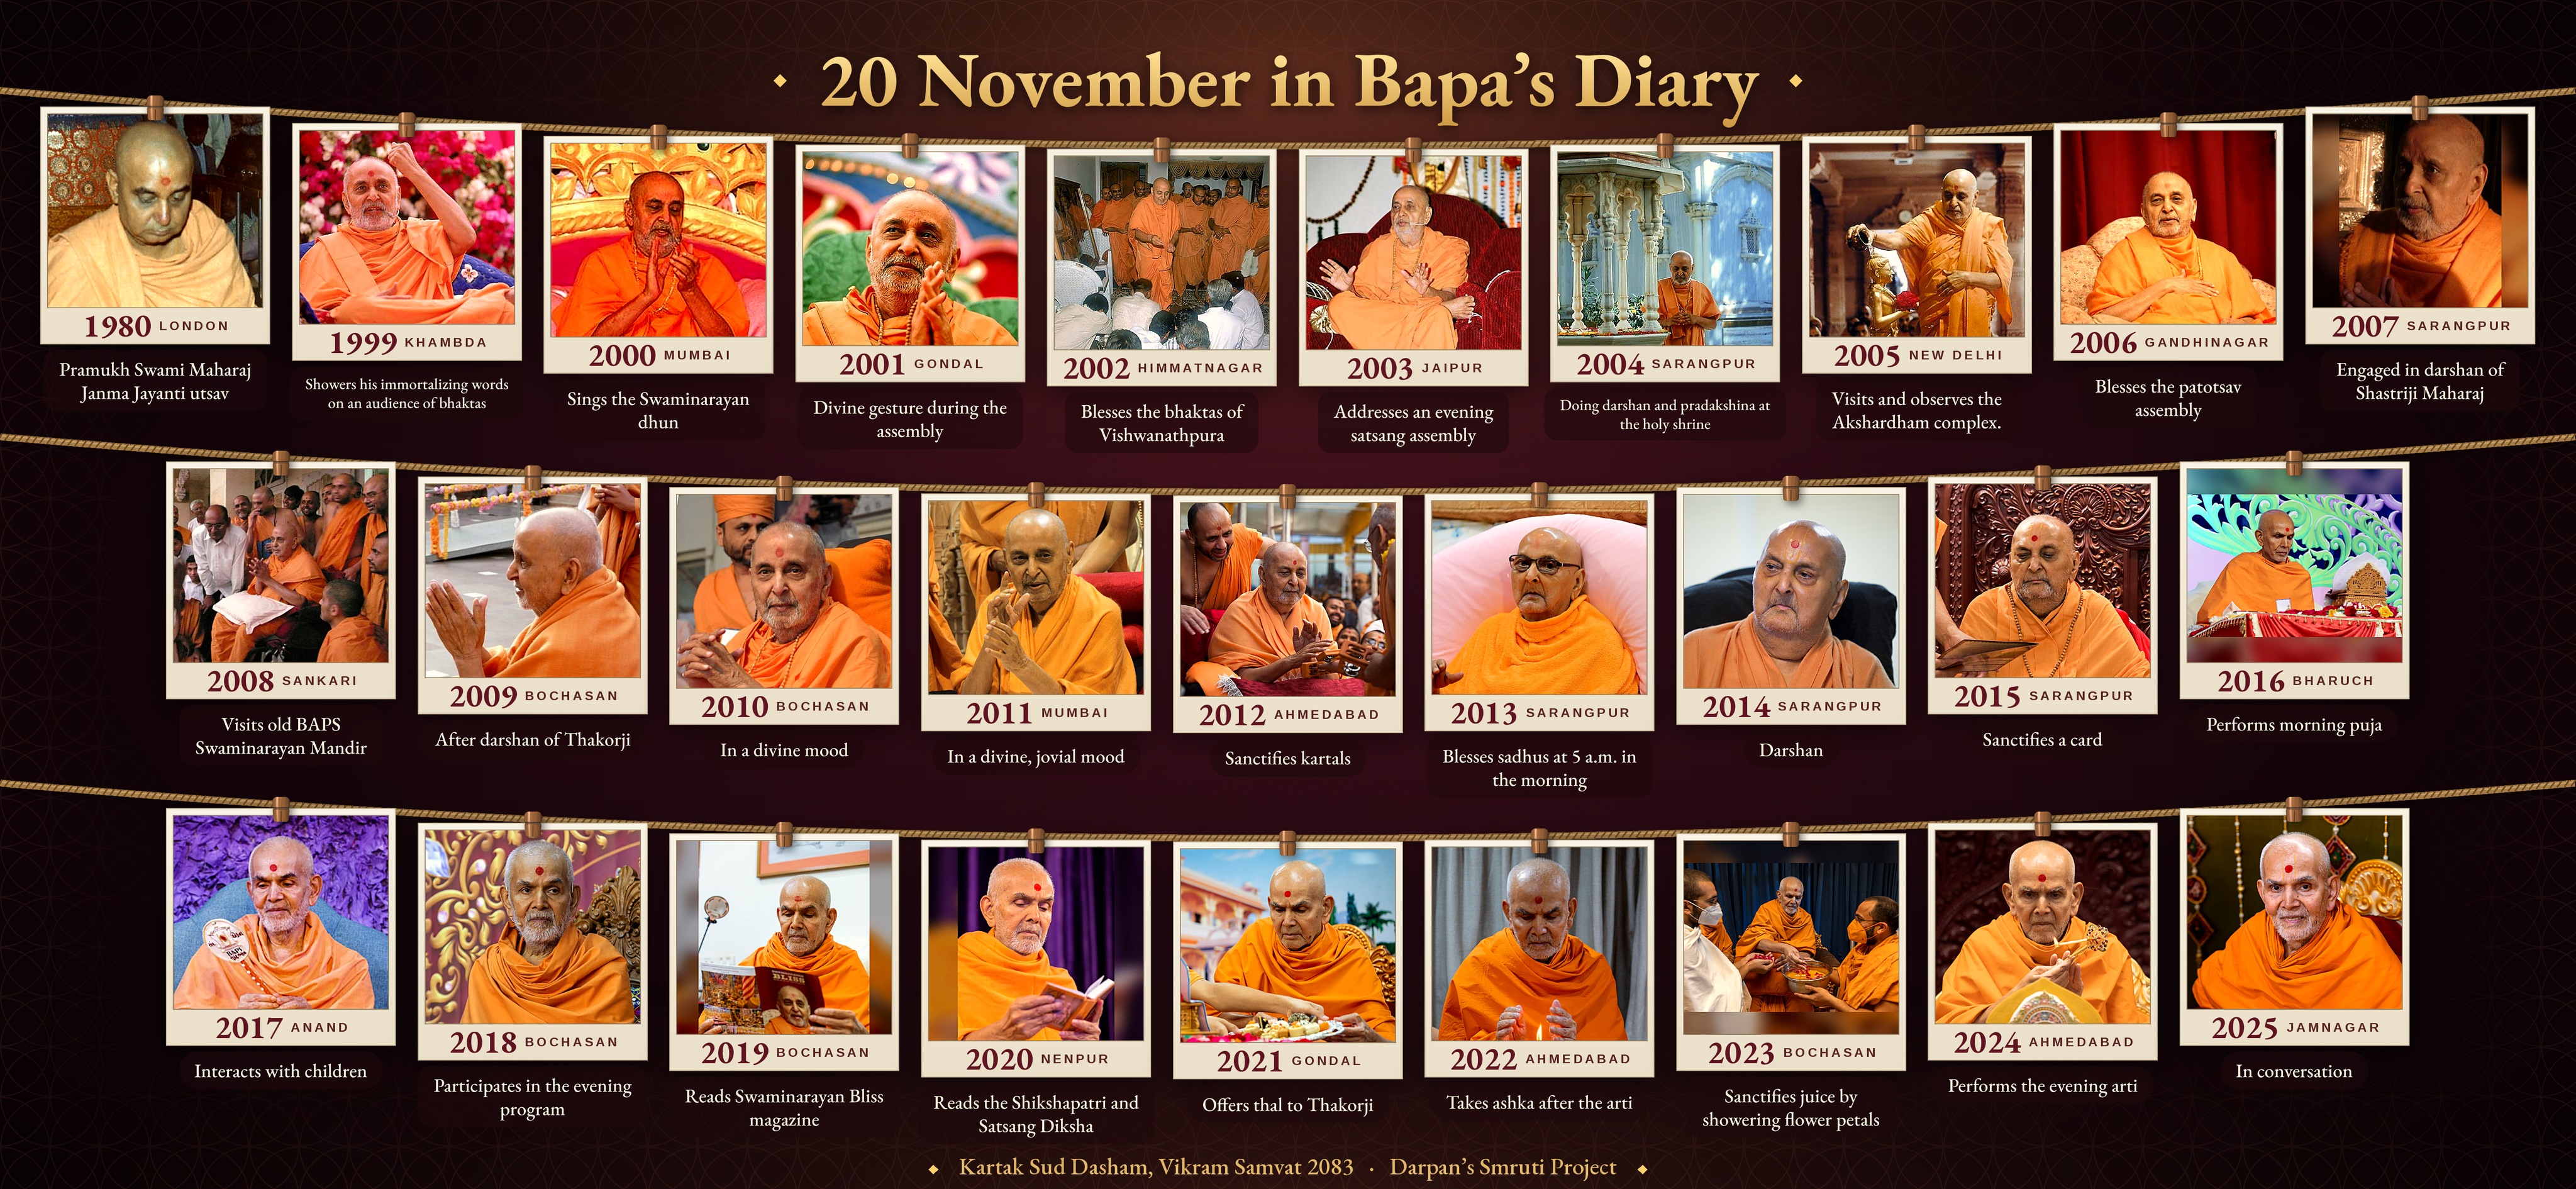 20 November in Bapa's Diary
1980 LONDON
Pramukh Swami Maharaj
Janma Jayanti utsav
1999 KHAMBDA
Showers his immortalizing words
on an audience of bhaktas
2000 MUMBAI
Sings the Swaminarayan
dhun
2001 GONDAL
Divine gesture during the
assembly
2002 HIMMATNAGAR
Blesses the bhaktas of
Vishwanathpura
2003 JAIPUR
Addresses an evening
satsang assembly
2004 SARANGPUR
Doing darshan and pradakshina at
the holy shrine
2005 NEW DELHI
Visits and observes the
Akshardham complex.
2006 GANDHINAGAR
Blesses the patotsav
assembly
2007 SARANGPUR
Engaged in darshan of
Shastriji Maharaj
2008 SANKARI
Visits old BAPS
Swaminarayan Mandir
2009 BOCHASAN
After darshan of Thakorji
2010 BOCHASAN
In a divine mood
2011 MUMBAI
In a divine, jovial mood
2012 AHMEDABAD
Sanctifies kartals
2013 SARANGPUR
Blesses sadhus at 5 a.m. in
the morning
2014 SARANGPUR
Darshan
2015 SARANGPUR
Sanctifies a card
2016 BHARUCH
Performs morning puja
2017 ANAND
Interacts with children
2018 BOCHASAN
Participates in the evening
program
BLISS
2019 BOCHASAN
Reads Swaminarayan Bliss
magazine
2020 NENPUR
Reads the Shikshapatri and
Satsang Diksha
2021 GONDAL
Offers thal to Thakorji
2022 AHMEDABAD
Takes ashka after the arti
2023 BOCHASAN
Sanctifies juice by
showering flower petals
2024 AHMEDABAD
Performs the evening arti
2025 JAMNAGAR
In conversation
Kartak Sud Dasham, Vikram Samvat 2083 · Darpan's Smruti Project